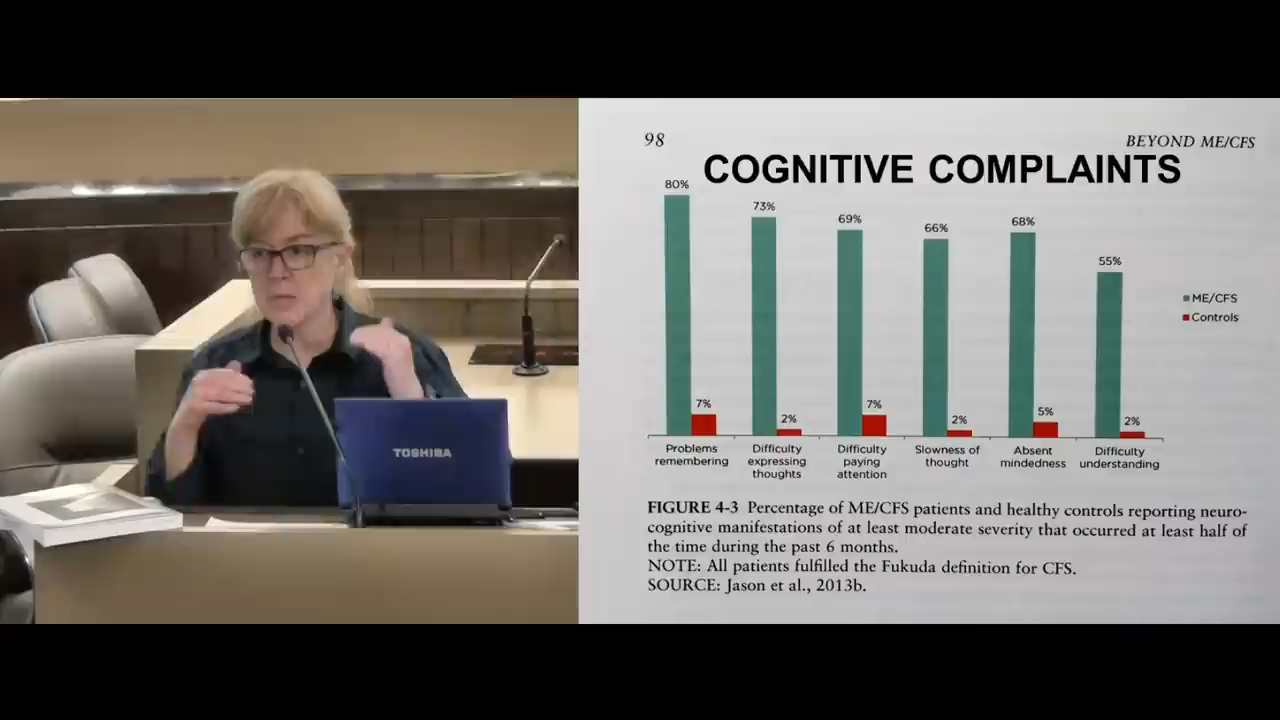 TOSHIBA
98
BEYOND ME/CFS
COGNITIVE COMPLAINTS
80%
73%
69%
66%
68%
55%
7%
2%
7%
2%
5%
2%
ME/CFS
Controls
Problems
remembering
Difficulty
expressing
thoughts
Difficulty
paying
attention
Slowness of
thought
Absent
mindedness
Difficulty
understanding
FIGURE 4-3 Percentage of ME/CFS patients and healthy controls reporting neuro-
cognitive manifestations of at least moderate severity that occurred at least half of
the time during the past 6 months.
NOTE: All patients fulfilled the Fukuda definition for CFS.
SOURCE: Jason et al., 2013b.